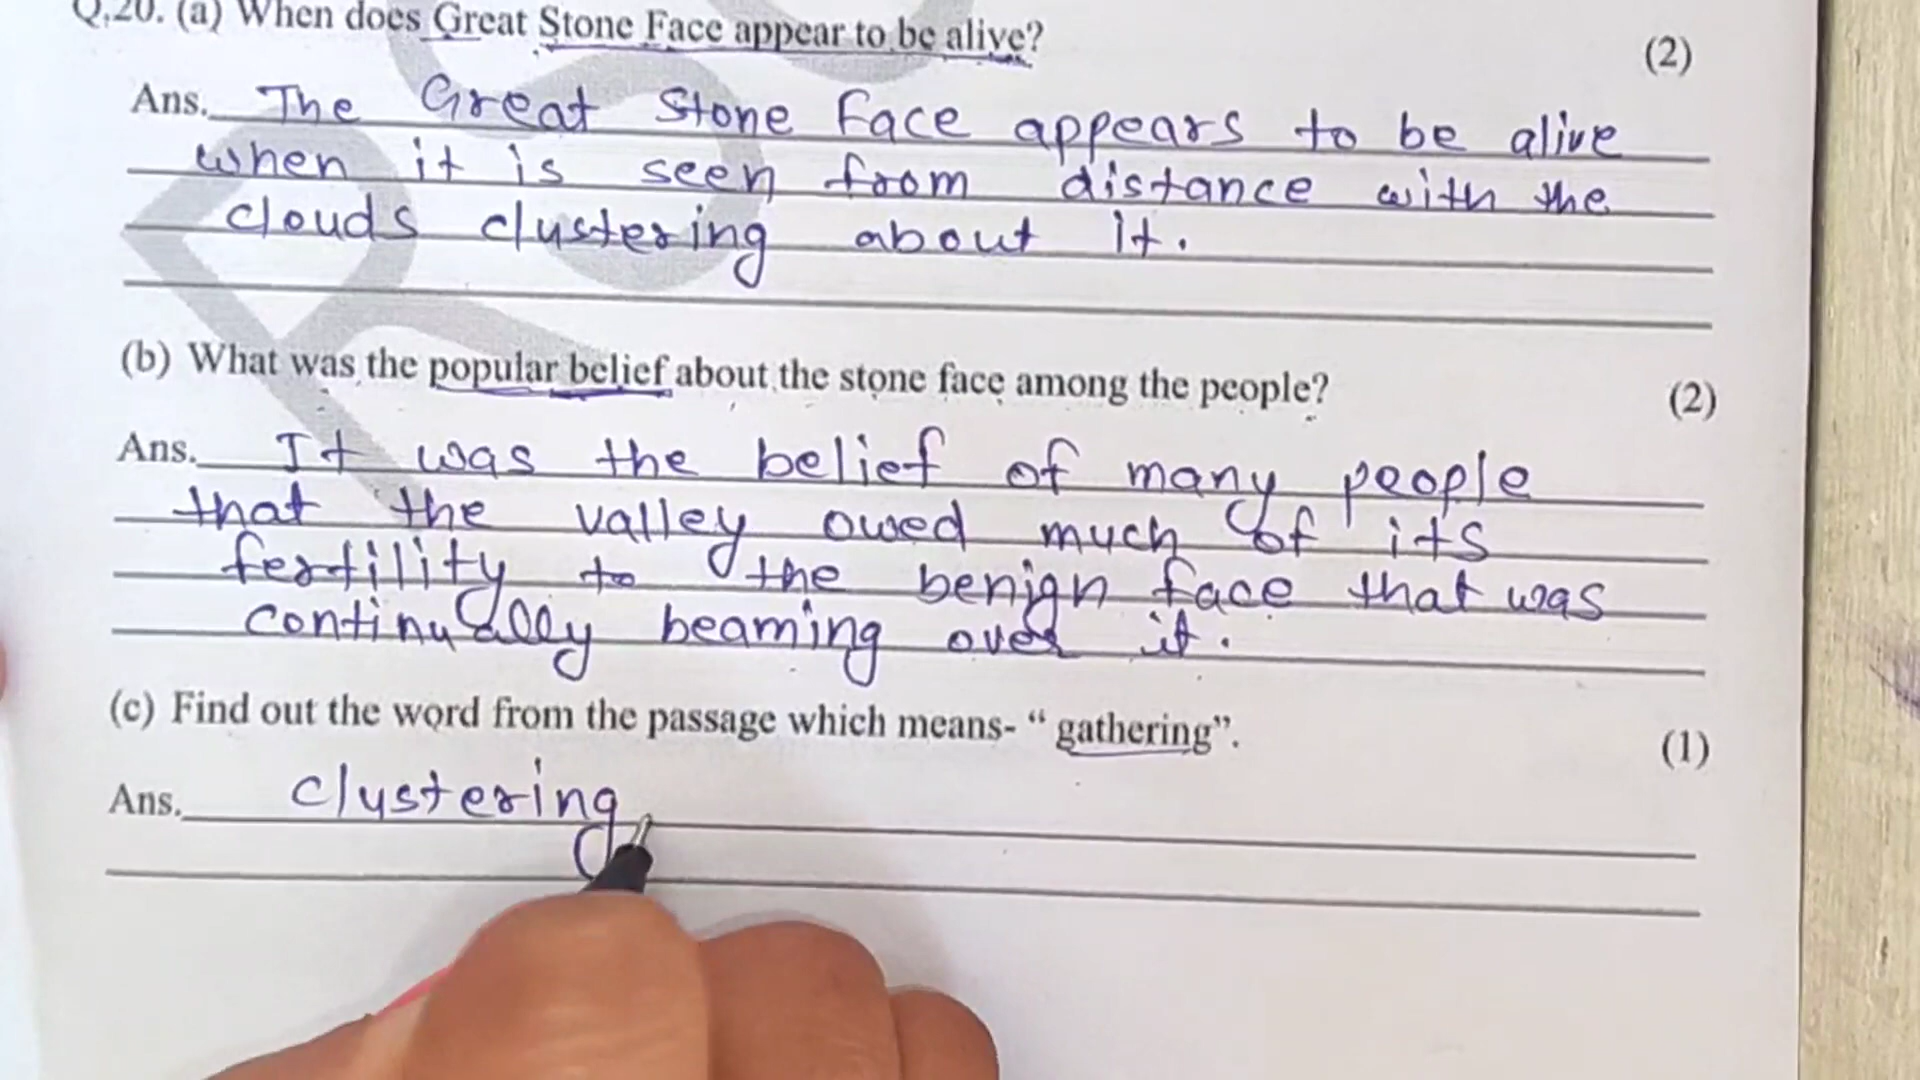 Q.20. (a) When does Great Stone Face appear to be alive? (2)
Ans. The Great Stone Face appears to be alive
when it is seen from distance with the
clouds clustering about it.
(b) What was the popular belief about the stone face among the people? (2)
Ans. It was the belief of many people
that the valley owed much of its
fertility to the benign face that was
continually beaming over it.
(c) Find out the word from the passage which means- “ gathering”. (1)
Ans. clustering